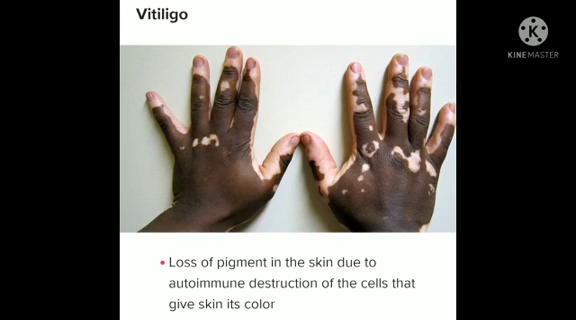 Vitiligo
K
KINEMASTER
• Loss of pigment in the skin due to
autoimmune destruction of the cells that
give skin its color